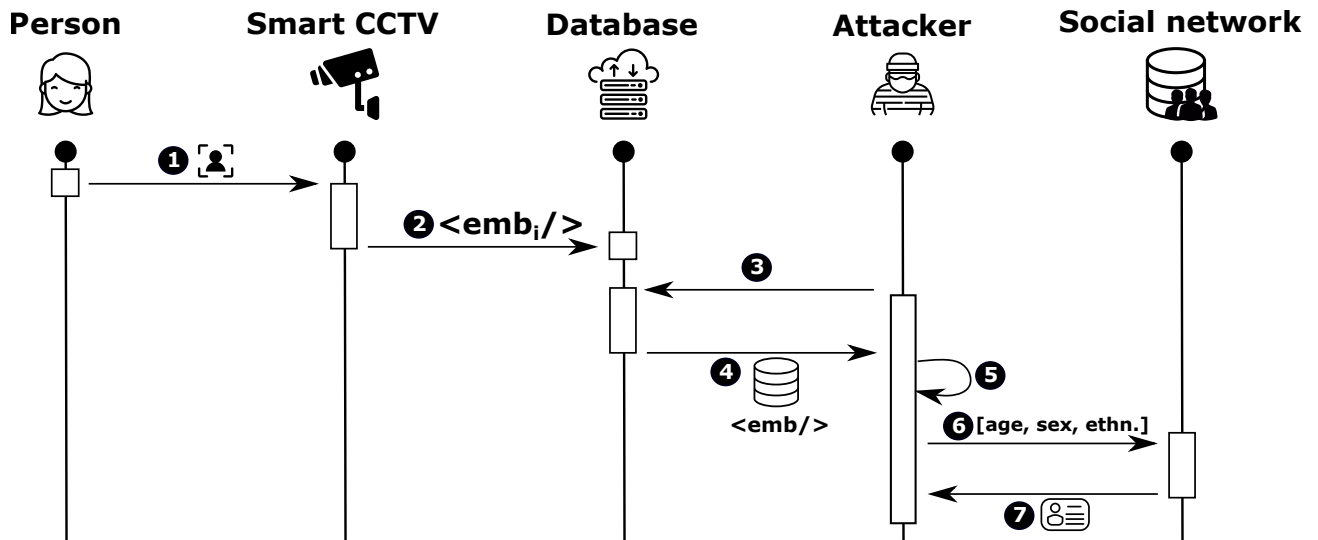 Person
Smart CCTV
Database
Attacker
Social network
1
2 <embi/>
3
4
<emb/>
5
6 [age, sex, ethn.]
7